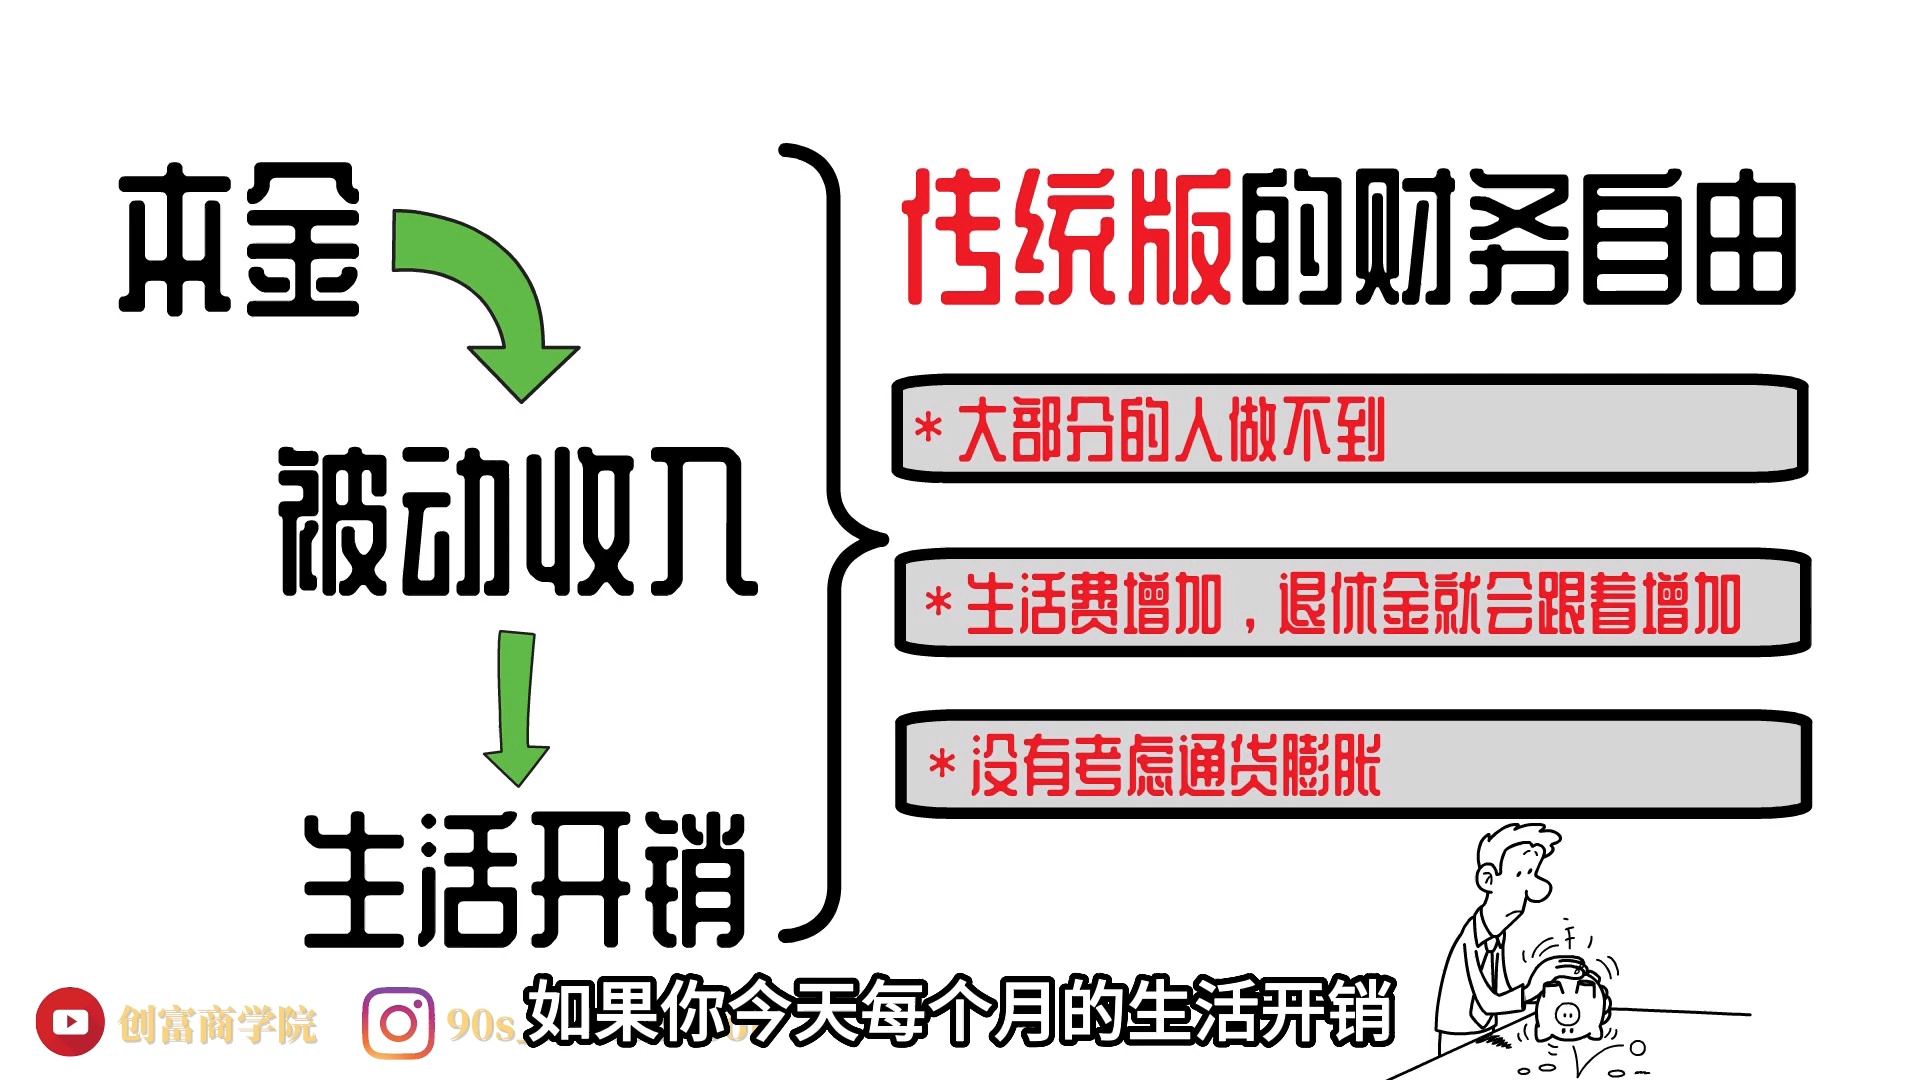 本金
被动收入
生活开销
传统版的财务自由
* 大部分的人做不到
* 生活费增加，退休金就会跟着增加
* 没有考虑通货膨胀
如果你今天每个月的生活开销
创富商学院
90s